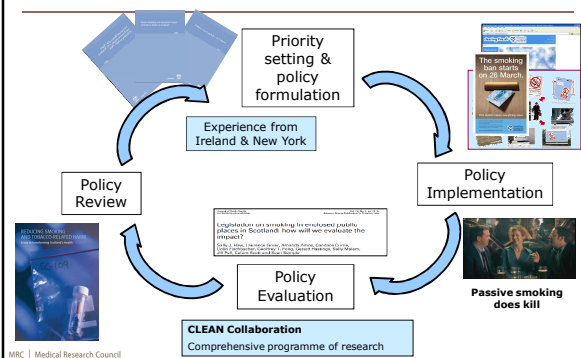 Priority
setting &
policy
formulation
The smoking
ban starts
on 26 March.
Experience from
Ireland & New York
Policy
Implementation
Policy
Review
REDUCING SMOKING
AND TOBACCO-RELATED HARM
Legislation on smoking in enclosed public
places in Scotland: how will we evaluate the
impact?
Policy
Evaluation
Passive smoking
does kill
CLEAN Collaboration
Comprehensive programme of research
MRC | Medical Research Council